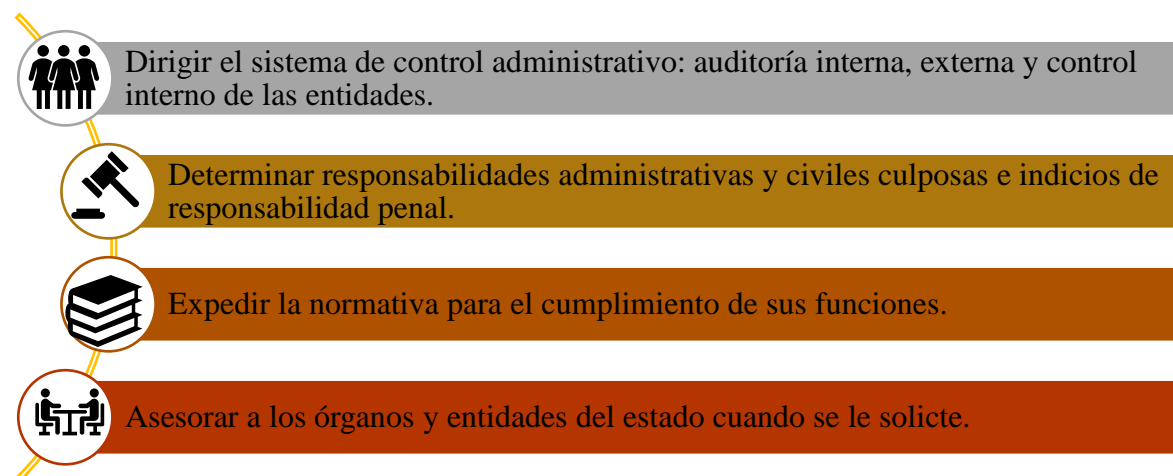 Dirigir el sistema de control administrativo: auditoría interna, externa y control
interno de las entidades.
Determinar responsabilidades administrativas y civiles culposas e indicios de
responsabilidad penal.
Expedir la normativa para el cumplimiento de sus funciones.
Asesorar a los órganos y entidades del estado cuando se le solicte.